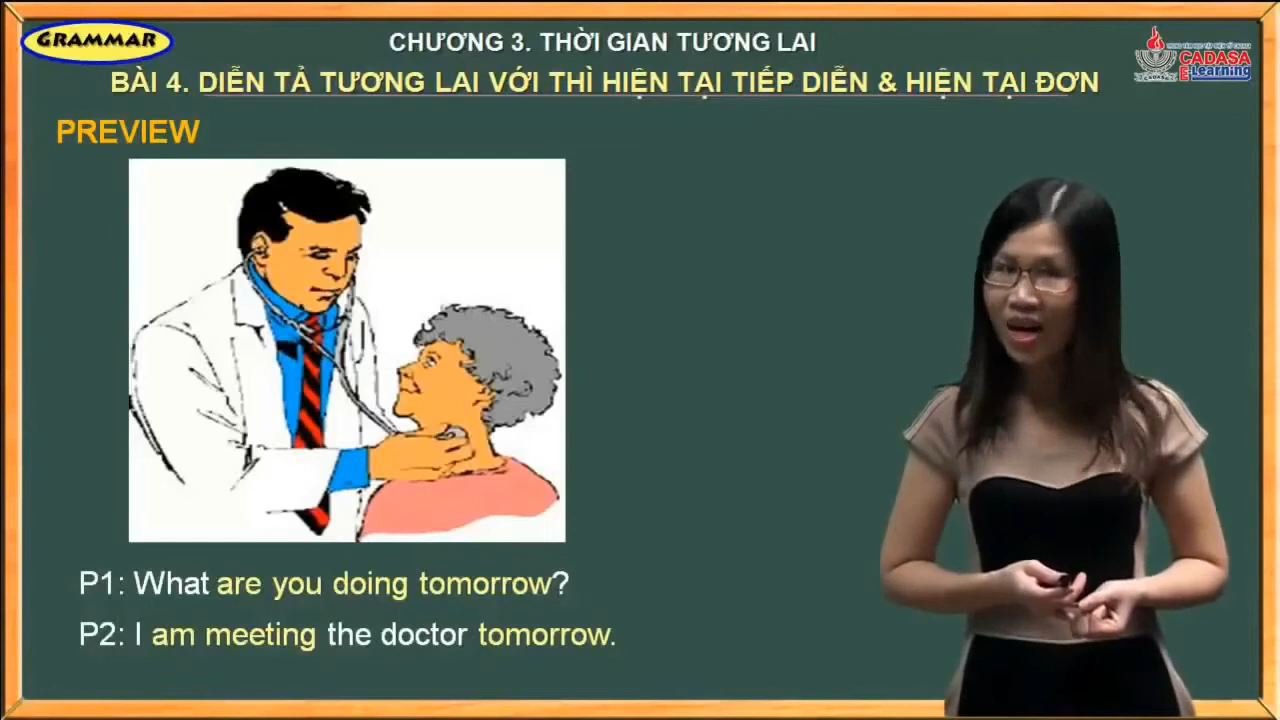 GRAMMAR
CHƯƠNG 3. THỜI GIAN TƯƠNG LAI
BÀI 4. DIỄN TẢ TƯƠNG LAI VỚI THÌ HIỆN TẠI TIẾP DIỄN & HIỆN TẠI ĐƠN
CADASA
E-Learning
PREVIEW
P1: What are you doing tomorrow?
P2: I am meeting the doctor tomorrow.